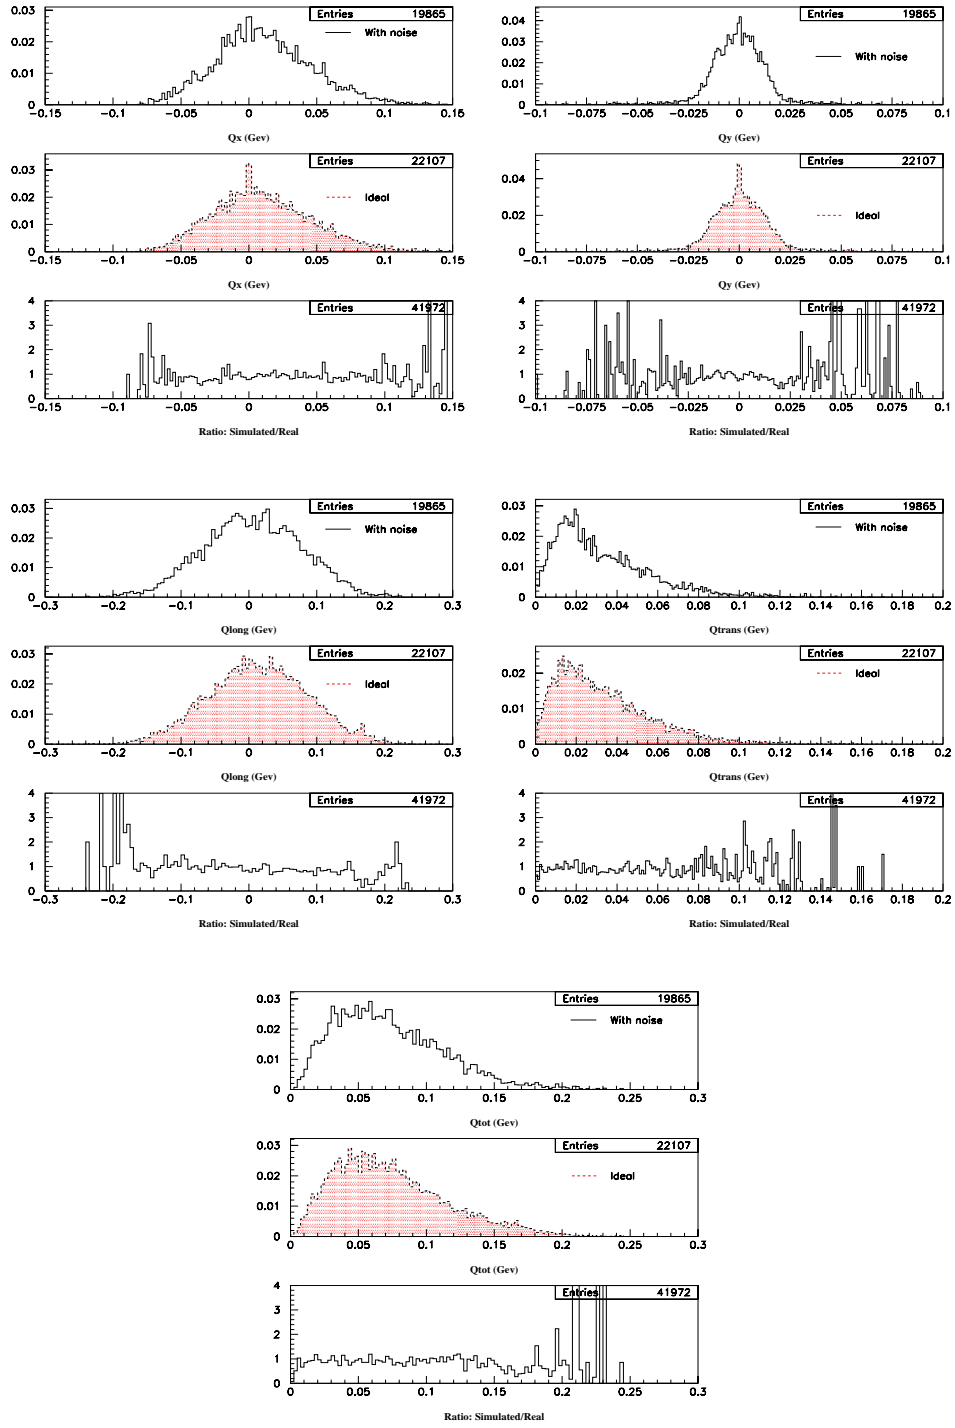 Entries 19865
With noise
0.03
0.02
0.01
0
-0.15 -0.1 -0.05 0 0.05 0.1 0.15
Qx (Gev)
Entries 22107
Ideal
0.03
0.02
0.01
0
-0.15 -0.1 -0.05 0 0.05 0.1 0.15
Qx (Gev)
Entries 41972
4
3
2
1
0
-0.15 -0.1 -0.05 0 0.05 0.1 0.15
Ratio: Simulated/Real
Entries 19865
With noise
0.04
0.03
0.02
0.01
0
-0.1 -0.075 -0.05 -0.025 0 0.025 0.05 0.075 0.1
Qy (Gev)
Entries 22107
Ideal
0.04
0.02
0
-0.1 -0.075 -0.05 -0.025 0 0.025 0.05 0.075 0.1
Qy (Gev)
Entries 41972
4
3
2
1
0
-0.1 -0.075 -0.05 -0.025 0 0.025 0.05 0.075 0.1
Ratio: Simulated/Real
Entries 19865
With noise
0.03
0.02
0.01
0
-0.3 -0.2 -0.1 0 0.1 0.2 0.3
Qlong (Gev)
Entries 22107
Ideal
0.03
0.02
0.01
0
-0.3 -0.2 -0.1 0 0.1 0.2 0.3
Qlong (Gev)
Entries 41972
4
3
2
1
0
-0.3 -0.2 -0.1 0 0.1 0.2 0.3
Ratio: Simulated/Real
Entries 19865
With noise
0.03
0.02
0.01
0
0 0.02 0.04 0.06 0.08 0.1 0.12 0.14 0.16 0.18 0.2
Qtrans (Gev)
Entries 22107
Ideal
0.02
0.01
0
0 0.02 0.04 0.06 0.08 0.1 0.12 0.14 0.16 0.18 0.2
Qtrans (Gev)
Entries 41972
4
3
2
1
0
0 0.02 0.04 0.06 0.08 0.1 0.12 0.14 0.16 0.18 0.2
Ratio: Simulated/Real
Entries 19865
With noise
0.03
0.02
0.01
0
0 0.05 0.1 0.15 0.2 0.25 0.3
Qtot (Gev)
Entries 22107
Ideal
0.03
0.02
0.01
0
0 0.05 0.1 0.15 0.2 0.25 0.3
Qtot (Gev)
Entries 41972
4
3
2
1
0
0 0.05 0.1 0.15 0.2 0.25 0.3
Ratio: Simulated/Real